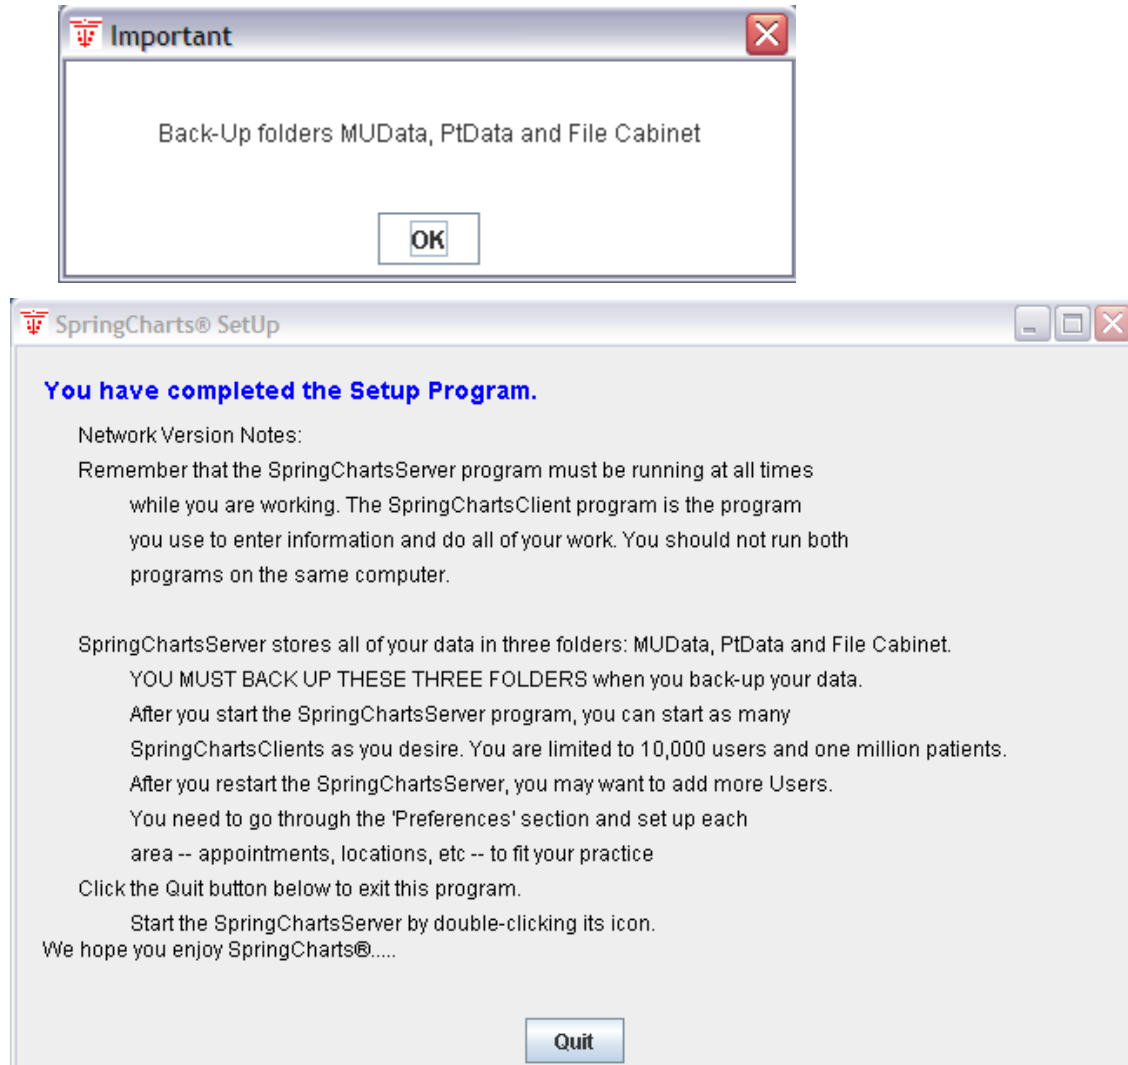 Important
Back-Up folders MUData, PtData and File Cabinet
OK
SpringCharts® SetUp
You have completed the Setup Program.
Network Version Notes:
Remember that the SpringChartsServer program must be running at all times
while you are working. The SpringChartsClient program is the program
you use to enter information and do all of your work. You should not run both
programs on the same computer.
SpringChartsServer stores all of your data in three folders: MUData, PtData and File Cabinet.
YOU MUST BACK UP THESE THREE FOLDERS when you back-up your data.
After you start the SpringChartsServer program, you can start as many
SpringChartsClients as you desire. You are limited to 10,000 users and one million patients.
After you restart the SpringChartsServer, you may want to add more Users.
You need to go through the 'Preferences' section and set up each
area -- appointments, locations, etc -- to fit your practice
Click the Quit button below to exit this program.
Start the SpringChartsServer by double-clicking its icon.
We hope you enjoy SpringCharts®.....
Quit